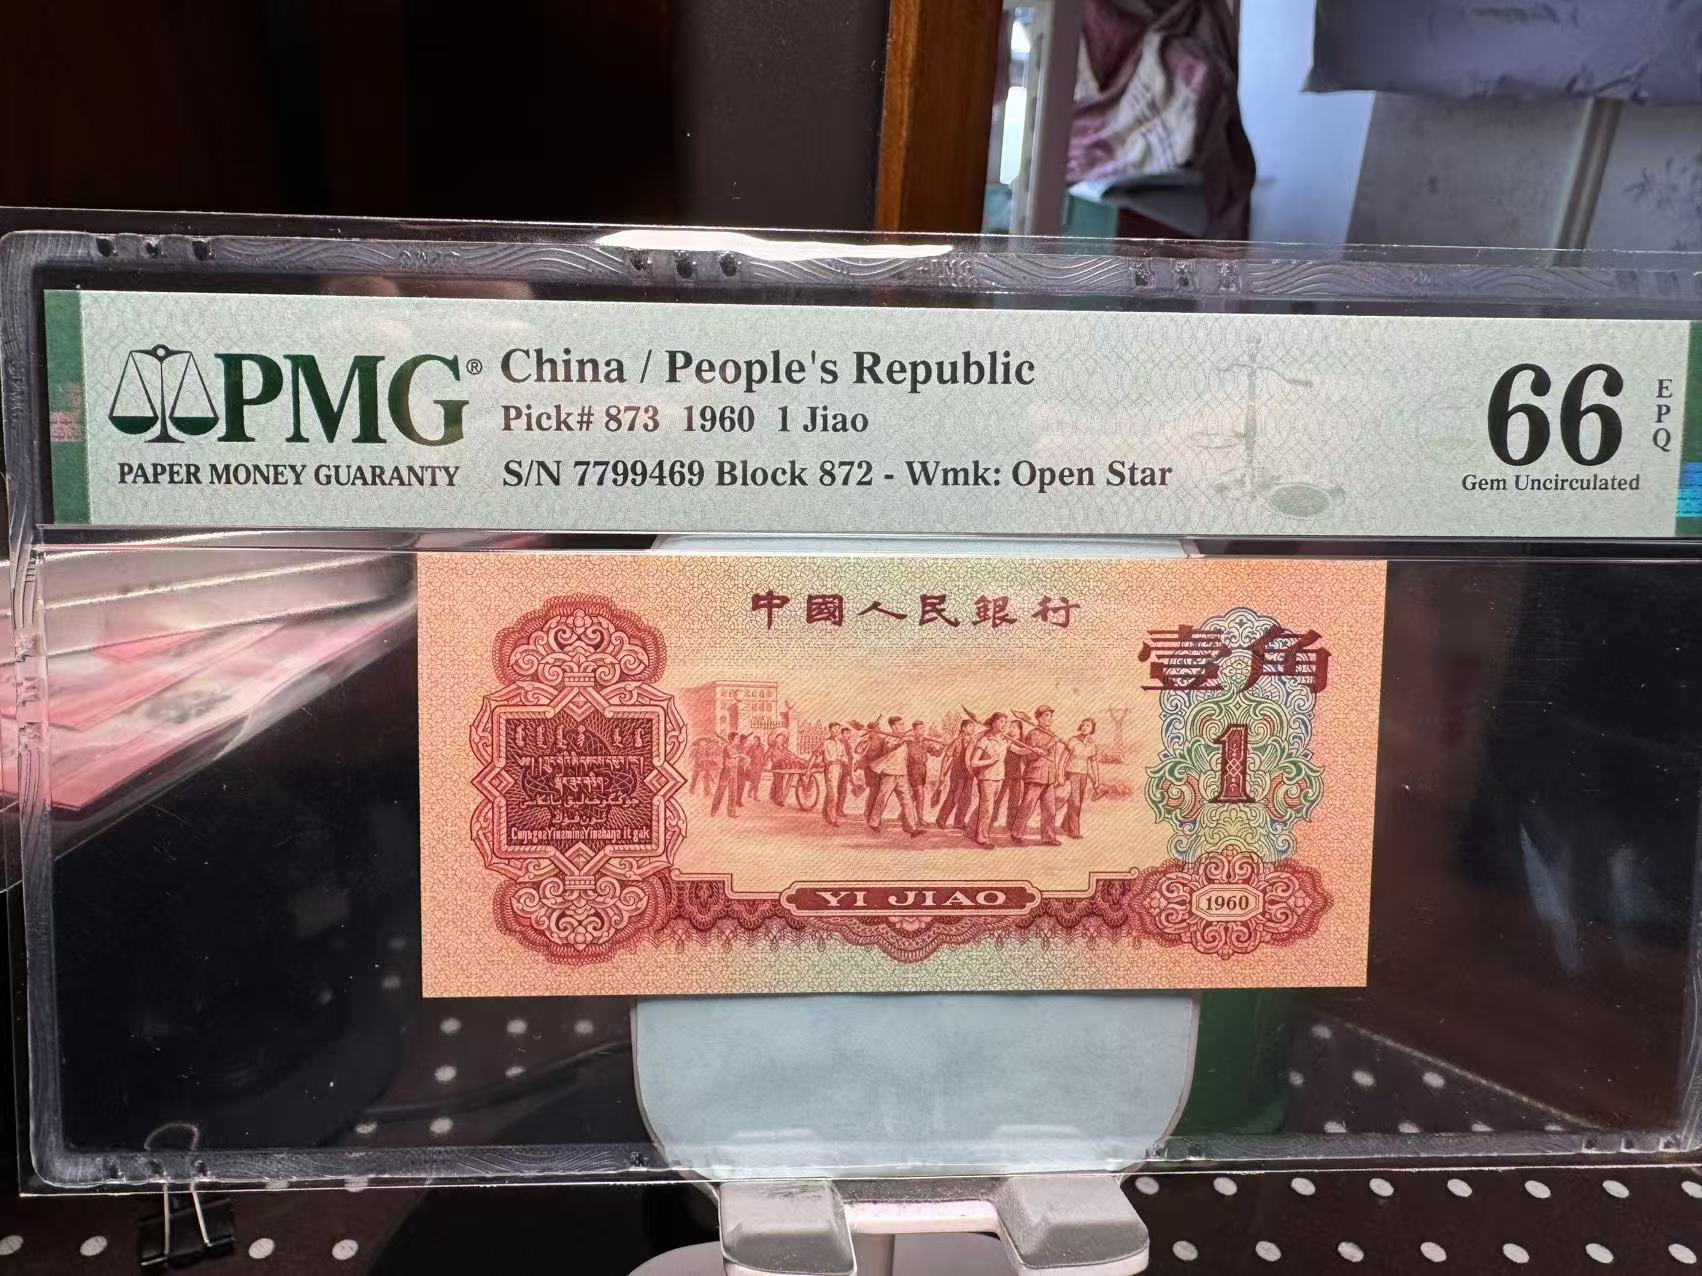 PMG® China / People's Republic
Pick# 873 1960 1 Jiao
PAPER MONEY GUARANTY
S/N 7799469 Block 872 - Wmk: Open Star
66 EPQ
Gem Uncirculated
中國人民銀行
壹角
1
YI JIAO
1960